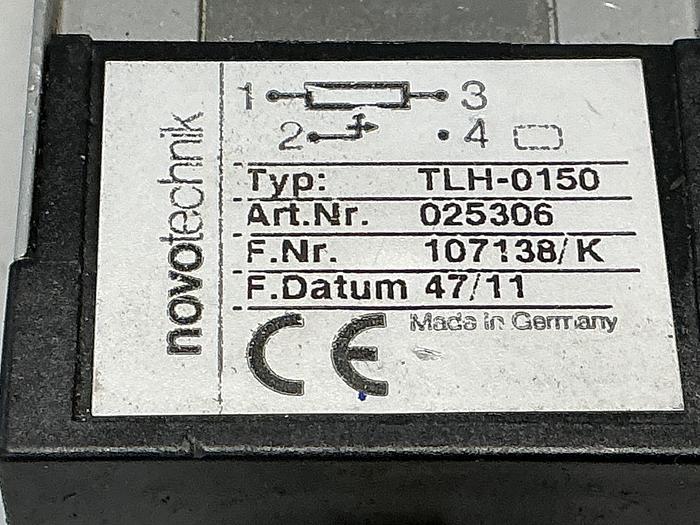 novotechnik
1 3
2 4
Typ: TLH-0150
Art.Nr. 025306
F.Nr. 107138/K
F.Datum 47/11
CE Made in Germany